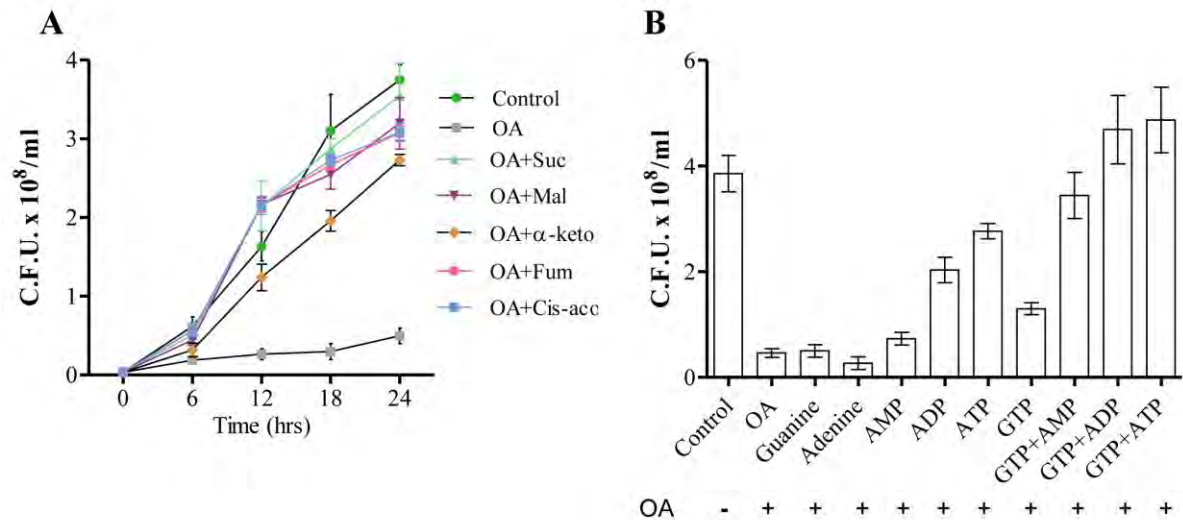 A
C.F.U. x 10⁸/ml
4
3
2
1
0
0 6 12 18 24
Time (hrs)
Control
OA
OA+Suc
OA+Mal
OA+α-keto
OA+Fum
OA+Cis-acc
B
C.F.U. x 10⁸/ml
6
4
2
0
Control
OA
Guanine
Adenine
AMP
ADP
ATP
GTP
GTP+AMP
GTP+ADP
GTP+ATP
OA - + + + + + + + + + +